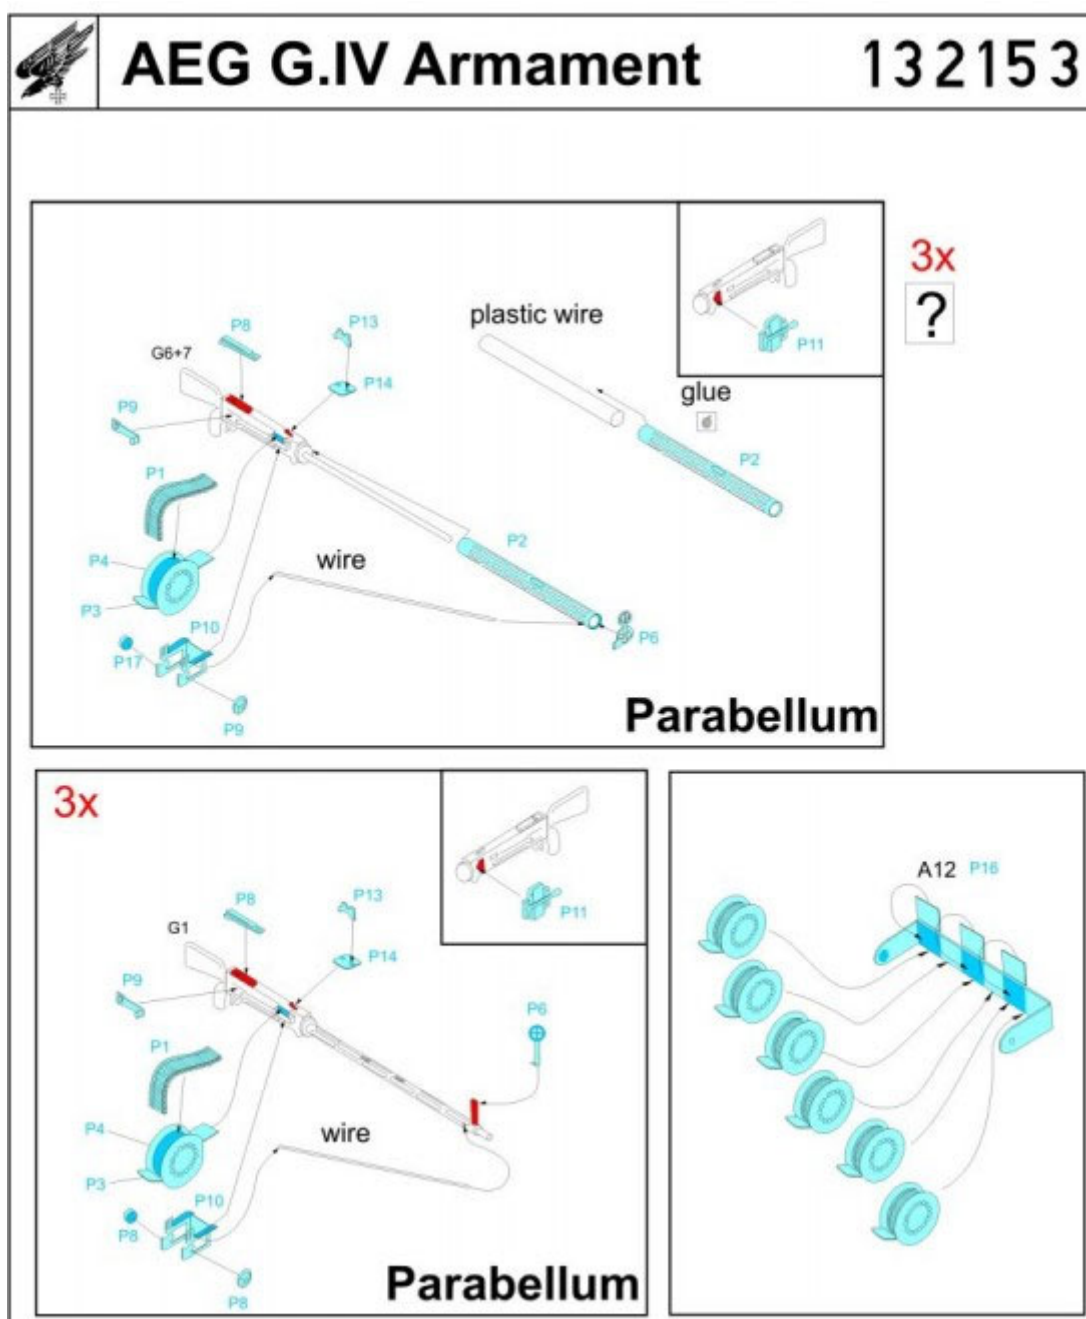 AEG G.IV Armament 132153
3x
?
P8
P13
G6+7
P14
P9
P1
P4
P3
P10
P17
P9
wire
P2
P6
plastic wire
glue
P2
P11
Parabellum
3x
P8
P13
G1
P14
P9
P1
P4
P3
P10
P8
P8
wire
P6
P11
Parabellum
A12 P16